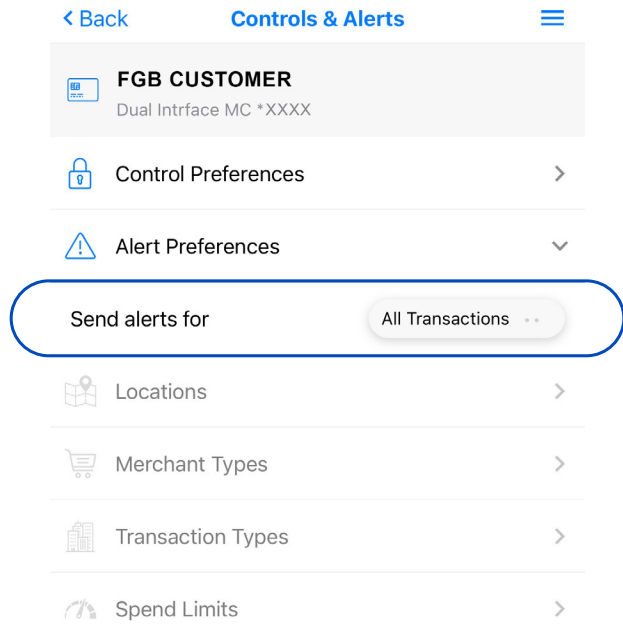 Back Controls & Alerts
FGB CUSTOMER
Dual Intrface MC *XXXX
Control Preferences
Alert Preferences
Send alerts for All Transactions
Locations
Merchant Types
Transaction Types
Spend Limits